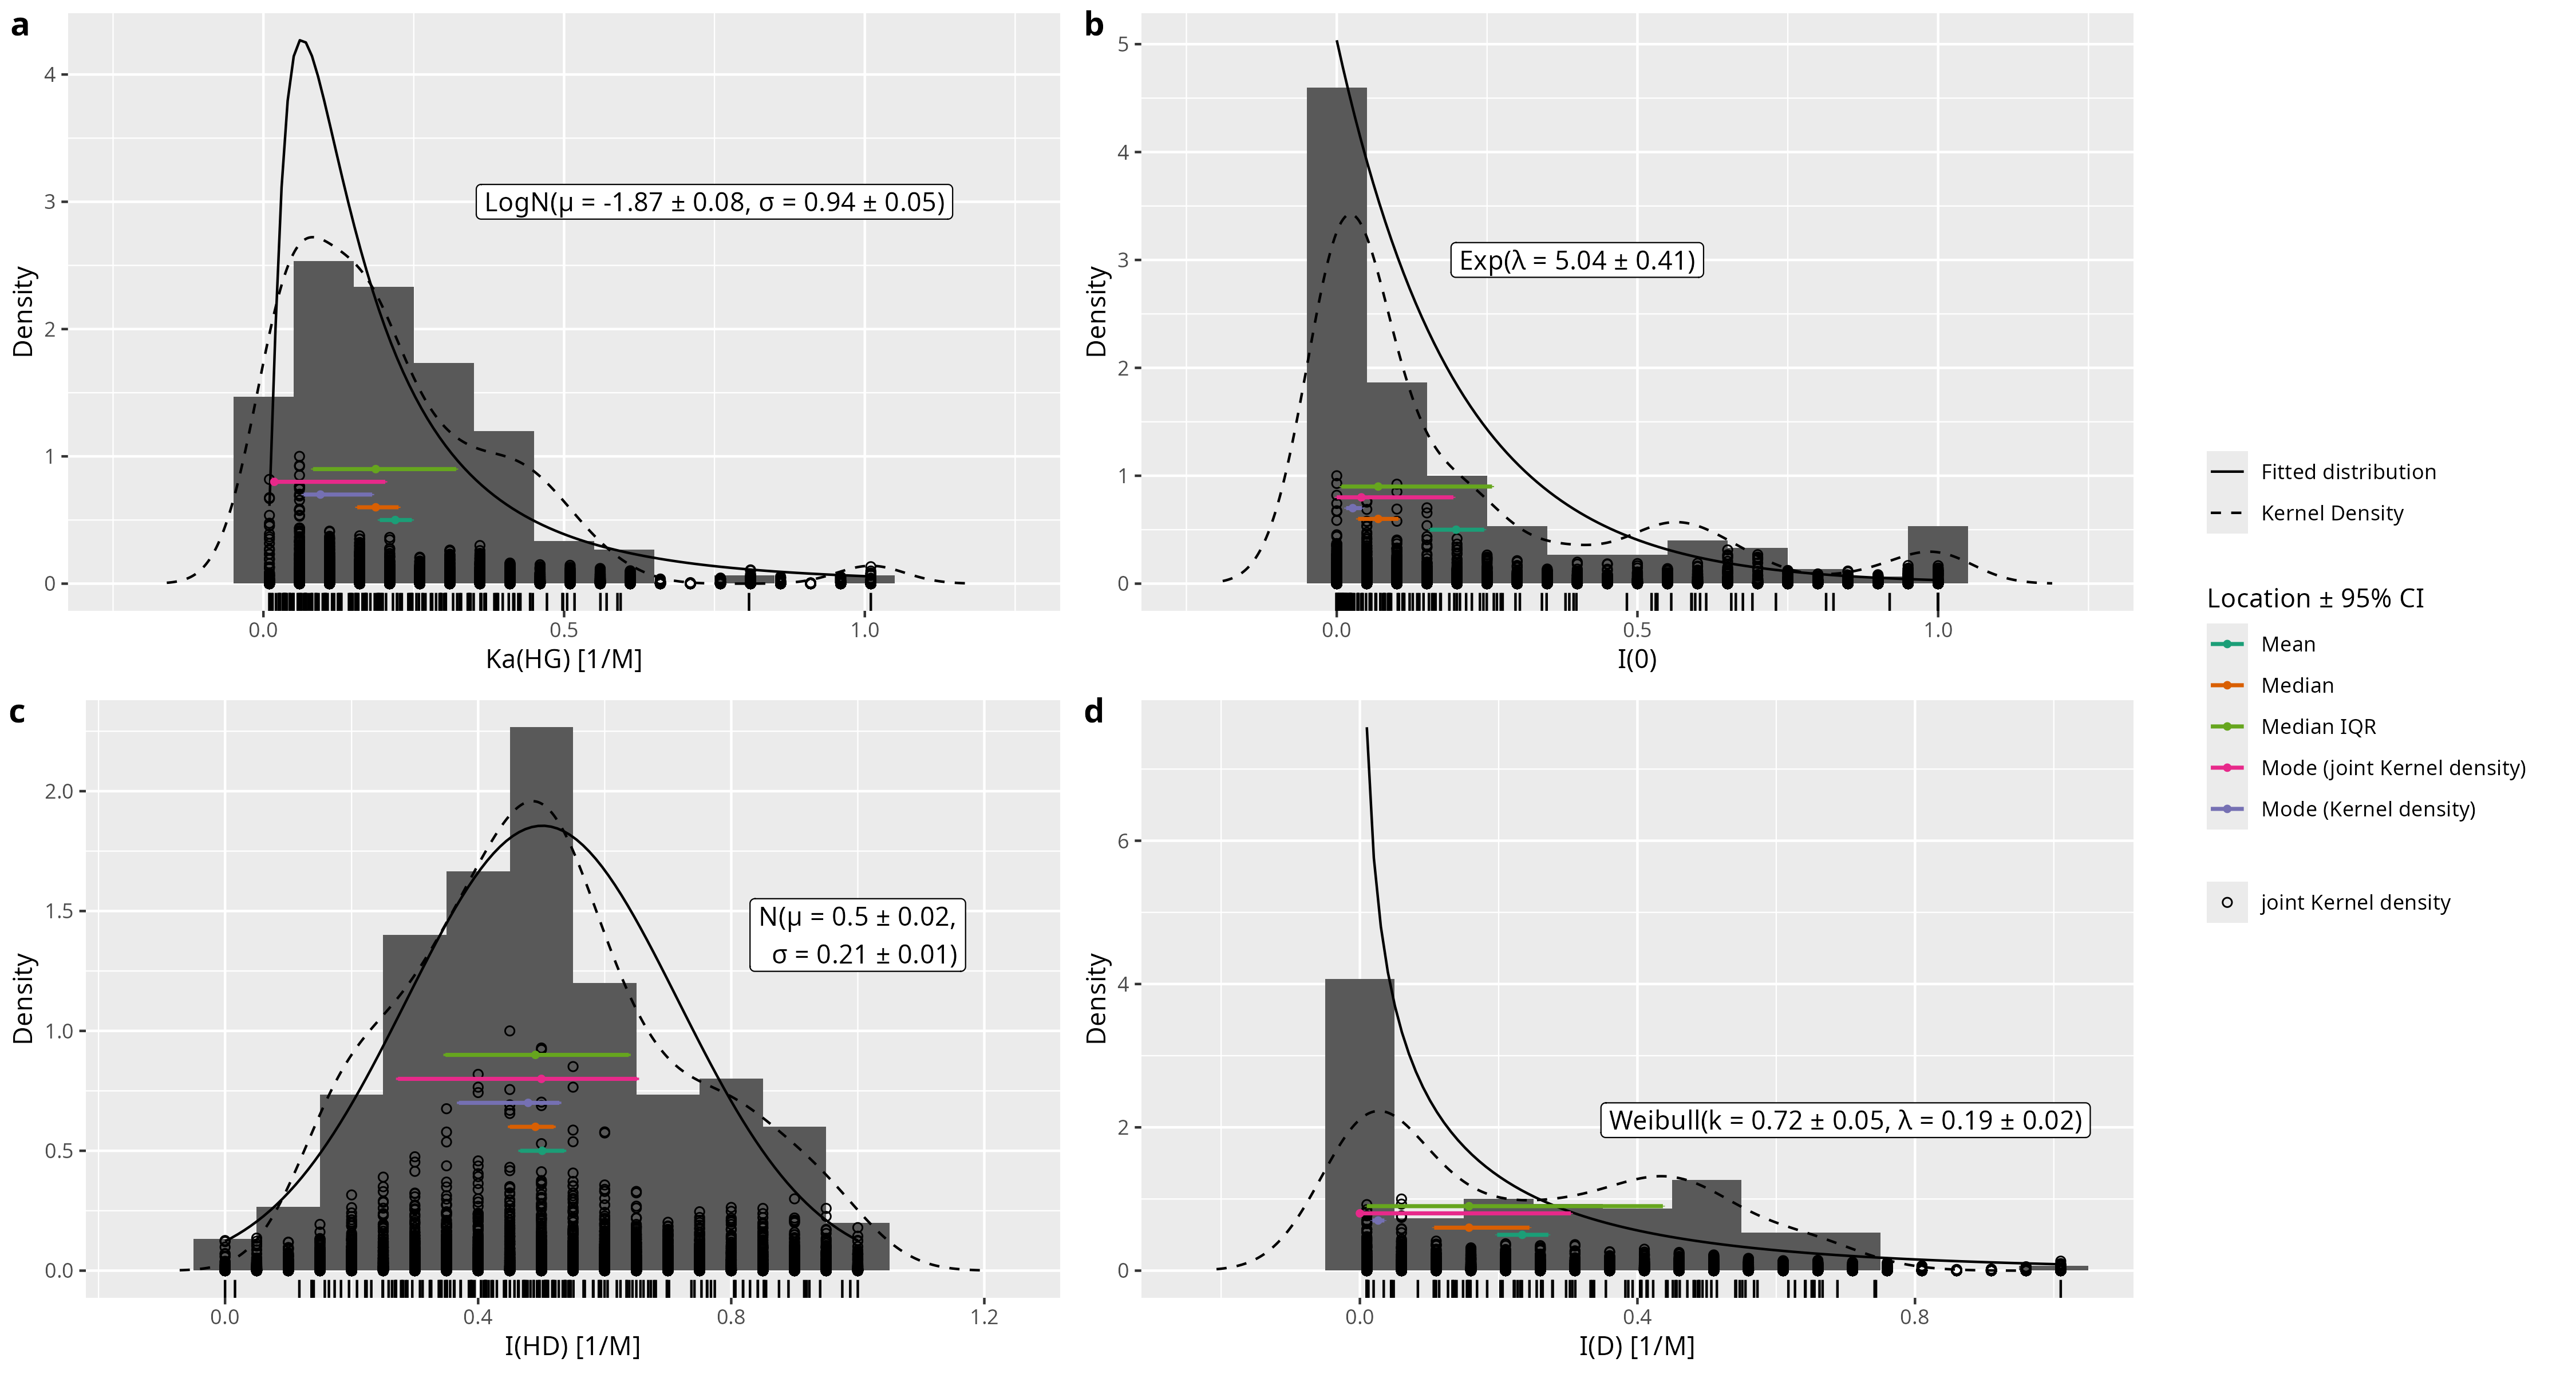 a
4
3
2
1
0
Density
LogN(μ = -1.87 ± 0.08, σ = 0.94 ± 0.05)
0.0 0.5 1.0
Ka(HG) [1/M]
b
5
4
3
2
1
0
Density
Exp(λ = 5.04 ± 0.41)
0.0 0.5 1.0
I(0)
c
2.0
1.5
1.0
0.5
0.0
Density
N(μ = 0.5 ± 0.02,
σ = 0.21 ± 0.01)
0.0 0.4 0.8 1.2
I(HD) [1/M]
d
6
4
2
0
Density
Weibull(k = 0.72 ± 0.05, λ = 0.19 ± 0.02)
0.0 0.4 0.8
I(D) [1/M]
Fitted distribution
Kernel Density
Location ± 95% CI
Mean
Median
Median IQR
Mode (joint Kernel density)
Mode (Kernel density)
joint Kernel density